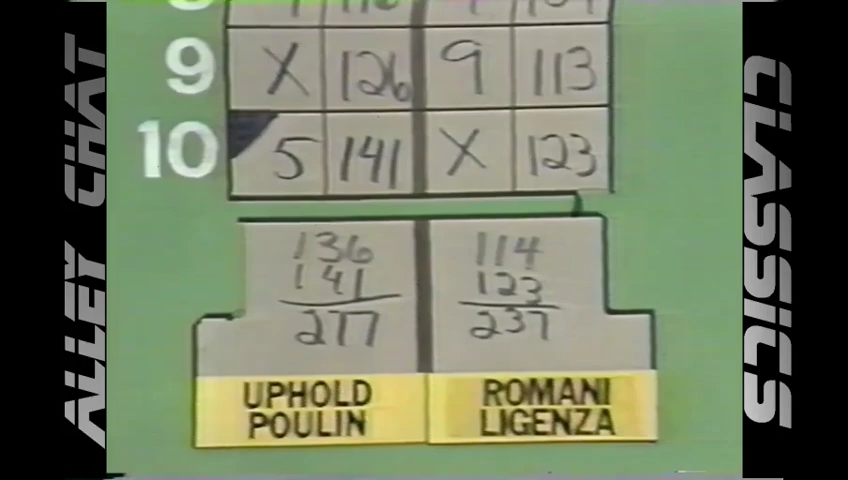 ALLEY CHAT
9 X 126 9 113
10 5 141 X 123
136 114
141 123
277 237
UPHOLD ROMANI
POULIN LIGENZA
CLASSICS